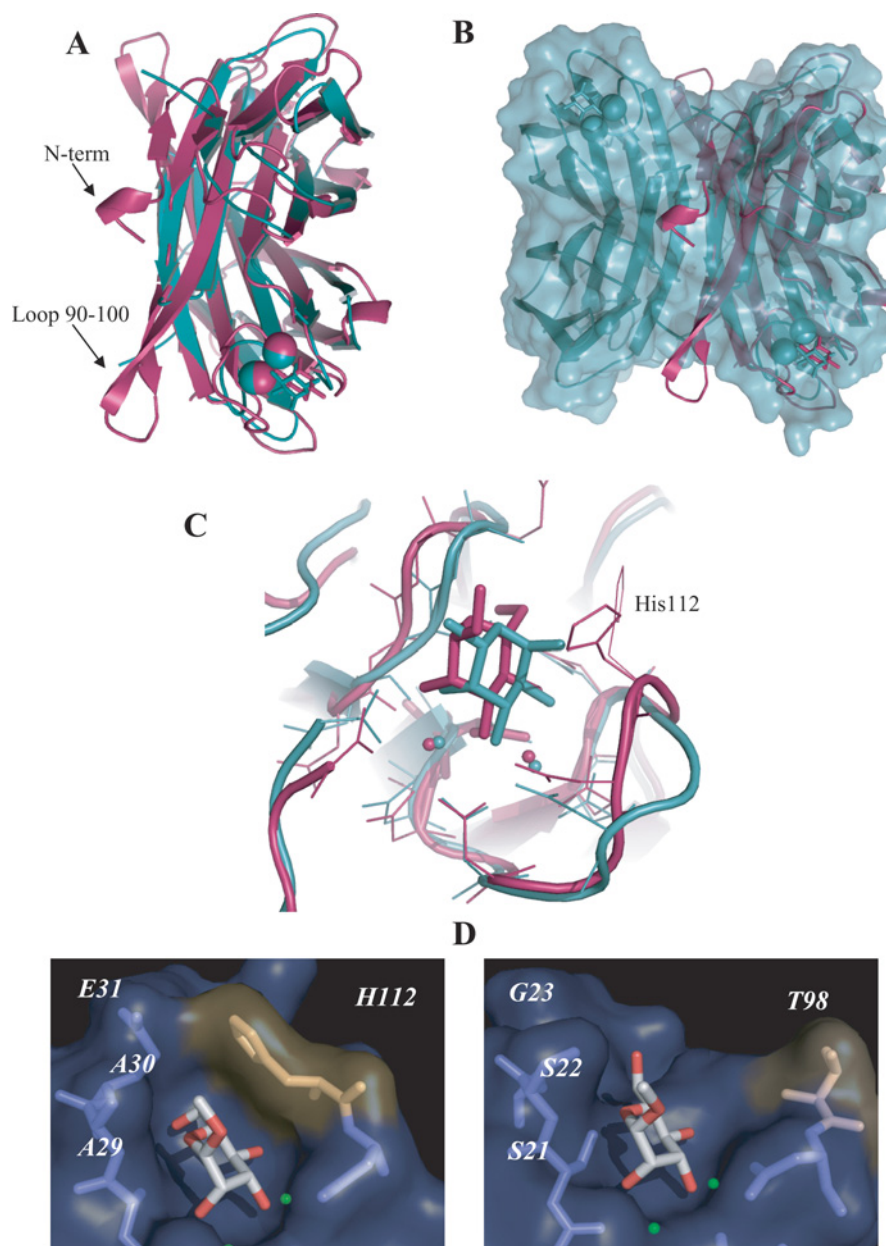 A
B
N-term
Loop 90-100
C
His112
D
E31
H112
A30
A29
G23
T98
S22
S21